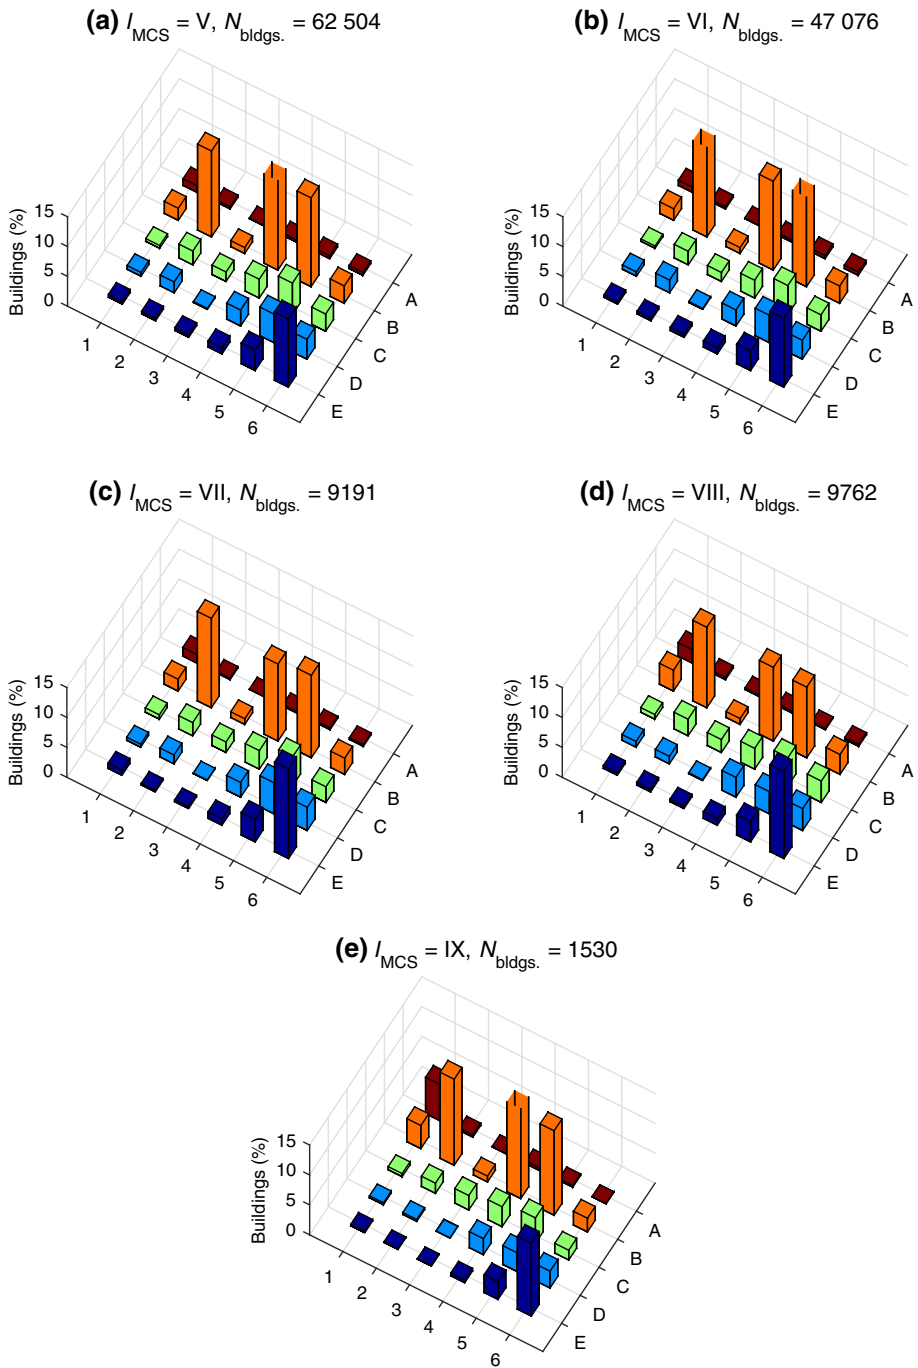 (a) I_MCS = V, N_bldgs. = 62 504
Buildings (%)
15
10
5
0
1
2
3
4
5
6
A
B
C
D
E
(b) I_MCS = VI, N_bldgs. = 47 076
Buildings (%)
15
10
5
0
1
2
3
4
5
6
A
B
C
D
E
(c) I_MCS = VII, N_bldgs. = 9191
Buildings (%)
15
10
5
0
1
2
3
4
5
6
A
B
C
D
E
(d) I_MCS = VIII, N_bldgs. = 9762
Buildings (%)
15
10
5
0
1
2
3
4
5
6
A
B
C
D
E
(e) I_MCS = IX, N_bldgs. = 1530
Buildings (%)
15
10
5
0
1
2
3
4
5
6
A
B
C
D
E